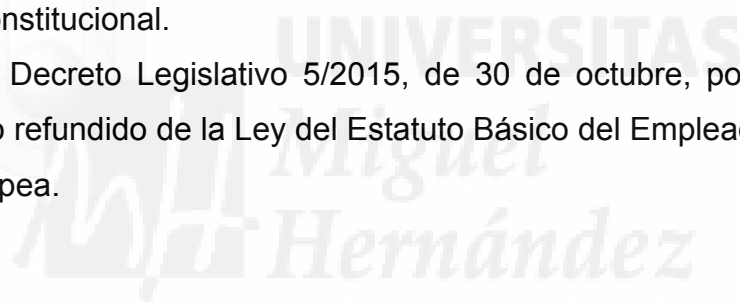 onstitucional.
Decreto Legislativo 5/2015, de 30 de octubre, po
o refundido de la Ley del Estatuto Básico del Emplea
pea.
UNIVERSITAS
Miguel
Hernández